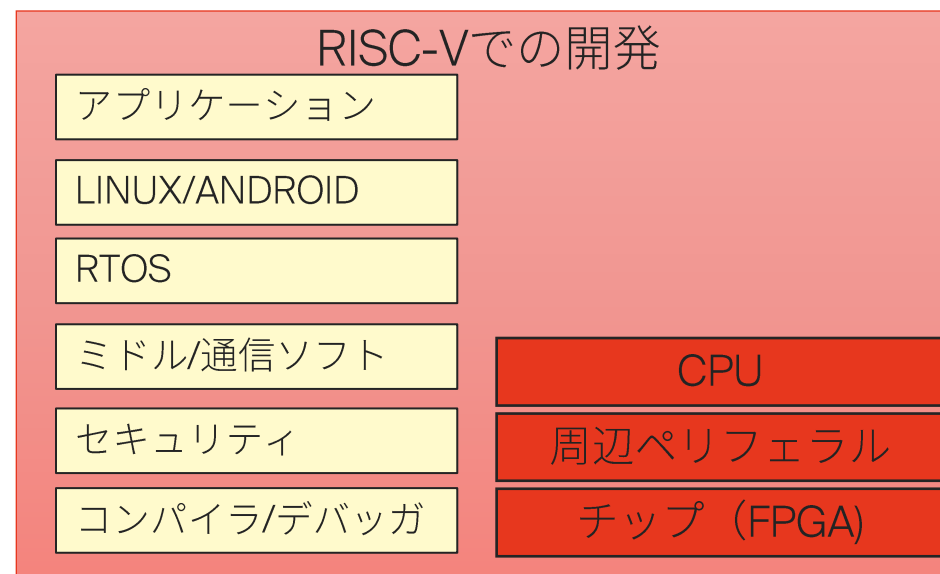 RISC-Vでの開発
アプリケーション
LINUX/ANDROID
RTOS
ミドル/通信ソフト
セキュリティ
コンパイラ/デバッガ
CPU
周辺ペリフェラル
チップ（FPGA)